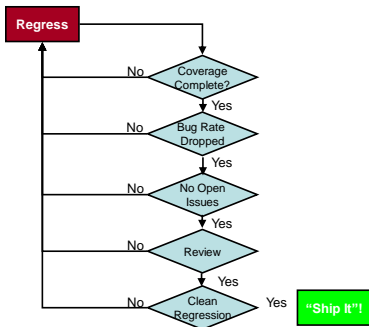 Regress
No
Coverage
Complete?
Yes
No
Bug Rate
Dropped
Yes
No
No Open
Issues
Yes
No
Review
Yes
No
Clean
Regression
Yes
"Ship It"!